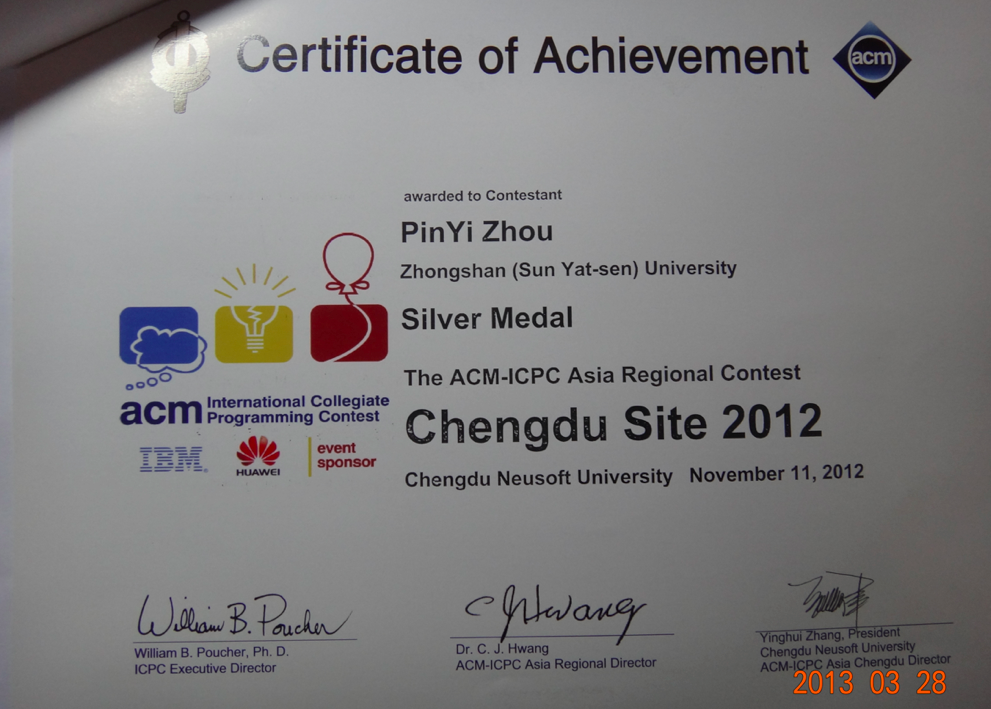 Certificate of Achievement
acm
awarded to Contestant
PinYi Zhou
Zhongshan (Sun Yat-sen) University
Silver Medal
The ACM-ICPC Asia Regional Contest
Chengdu Site 2012
Chengdu Neusoft University November 11, 2012
acm International Collegiate
Programming Contest
IBM
HUAWEI
event
sponsor
William B. Poucher
William B. Poucher, Ph. D.
ICPC Executive Director
C J Hwang
Dr. C. J. Hwang
ACM-ICPC Asia Regional Director
Yinghui Zhang, President
Chengdu Neusoft University
ACM-ICPC Asia Chengdu Director
2013 03 28